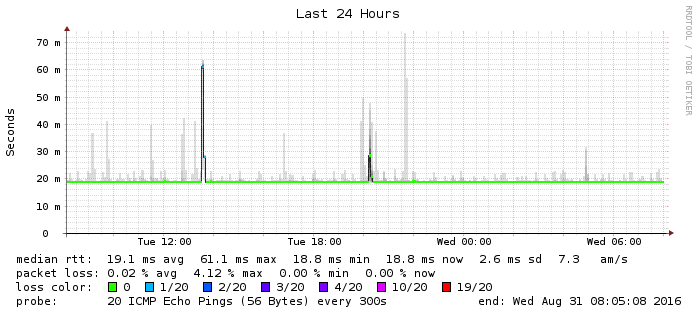 Last 24 Hours
RRDTOOL / TOBI OETIKER
Seconds
70 m
60 m
50 m
40 m
30 m
20 m
10 m
0
Tue 12:00 Tue 18:00 Wed 00:00 Wed 06:00
median rtt: 19.1 ms avg 61.1 ms max 18.8 ms min 18.8 ms now 2.6 ms sd 7.3 am/s
packet loss: 0.02 % avg 4.12 % max 0.00 % min 0.00 % now
loss color: 0 1/20 2/20 3/20 4/20 10/20 19/20
probe: 20 ICMP Echo Pings (56 Bytes) every 300s end: Wed Aug 31 08:05:08 2016